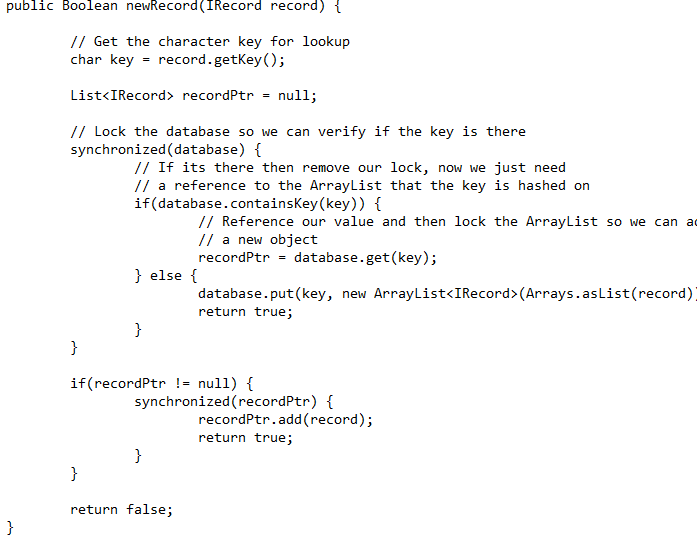 public Boolean newRecord(IRecord record) {
// Get the character key for lookup
char key = record.getKey();
List<IRecord> recordPtr = null;
// Lock the database so we can verify if the key is there
synchronized(database) {
// If its there then remove our lock, now we just need
// a reference to the ArrayList that the key is hashed on
if(database.containsKey(key)) {
// Reference our value and then lock the ArrayList so we can
// a new object
recordPtr = database.get(key);
} else {
database.put(key, new ArrayList<IRecord>(Arrays.asList(record)
return true;
}
}
if(recordPtr != null) {
synchronized(recordPtr) {
recordPtr.add(record);
return true;
}
}
return false;
}